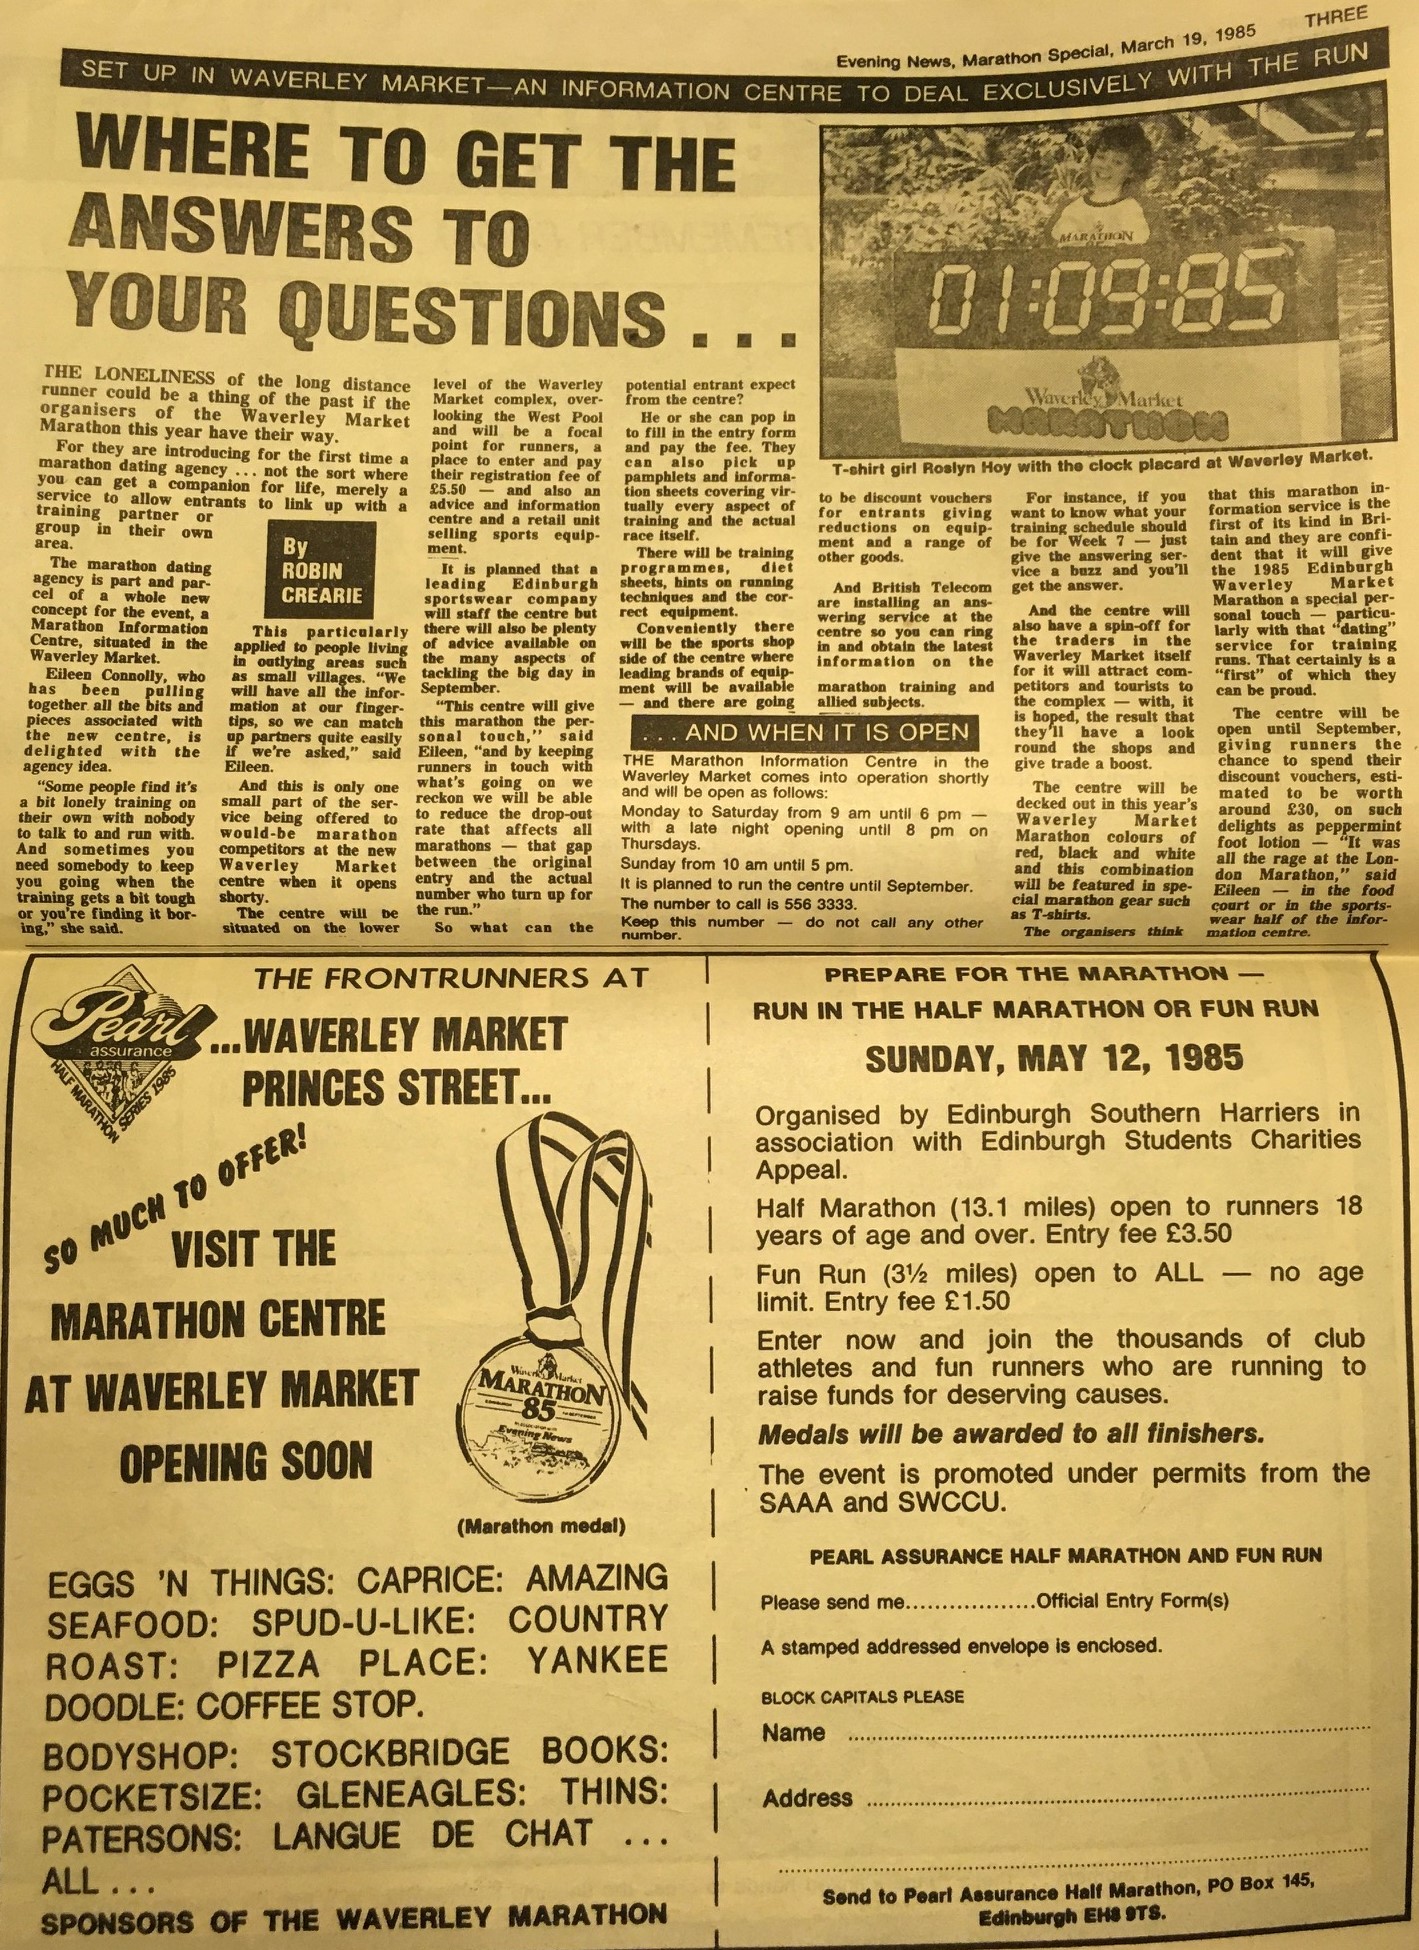 THREE
Evening News, Marathon Special, March 19, 1985
SET UP IN WAVERLEY MARKET—AN INFORMATION CENTRE TO DEAL EXCLUSIVELY WITH THE RUN
WHERE TO GET THE
ANSWERS TO
YOUR QUESTIONS . . .
THE LONELINESS of the long distance
runner could be a thing of the past if the
organisers of the Waverley Market
Marathon this year have their way.
For they are introducing for the first time a
marathon dating agency ... not the sort where
you can get a companion for life, merely a
service to allow entrants to link up with a
training partner or
group in their own
area.
The marathon dating
agency is part and par-
cel of a whole new
concept for the event, a
Marathon Information
Centre, situated in the
Waverley Market.
Eileen Connolly, who
has been pulling
together all the bits and
pieces associated with
the new centre, is
delighted with the
agency idea.
"Some people find it's
a bit lonely training on
their own with nobody
to talk to and run with.
And sometimes you
need somebody to keep
you going when the
training gets a bit tough
or you're finding it bor-
ing," she said.
By
ROBIN
CREARIE
This particularly
applied to people living
in outlying areas such
as small villages. "We
will have all the infor-
mation at our finger-
tips, so we can match
up partners quite easily
if we're asked," said
Eileen.
And this is only one
small part of the ser-
vice being offered to
would-be marathon
competitors at the new
Waverley Market
centre when it opens
shorty.
The centre will be
situated on the lower
level of the Waverley
Market complex, over-
looking the West Pool
and will be a focal
point for runners, a
place to enter and pay
their registration fee of
£5.50 — and also an
advice and information
centre and a retail unit
selling sports equip-
ment.
It is planned that a
leading Edinburgh
sportswear company
will staff the centre but
there will also be plenty
of advice available on
the many aspects of
tackling the big day in
September.
"This centre will give
this marathon the per-
sonal touch," said
Eileen, "and by keeping
runners in touch with
what's going on we
reckon we will be able
to reduce the drop-out
rate that affects all
marathons — that gap
between the original
entry and the actual
number who turn up for
the run."
So what can the
potential entrant expect
from the centre?
He or she can pop in
to fill in the entry form
and pay the fee. They
can also pick up
pamphlets and informa-
tion sheets covering vir-
tually every aspect of
training and the actual
race itself.
There will be training
programmes, diet
sheets, hints on running
techniques and the cor-
rect equipment.
Conveniently there
will be the sports shop
side of the centre where
leading brands of equip-
ment will be available
— and there are going
MARATHON
01:09:85
Waverley Market
MARATHON
T-shirt girl Roslyn Hoy with the clock placard at Waverley Market.
to be discount vouchers
for entrants giving
reductions on equip-
ment and a range of
other goods.
And British Telecom
are installing an ans-
wering service at the
centre so you can ring
in and obtain the latest
information on the
marathon training and
allied subjects.
For instance, if you
want to know what your
training schedule should
be for Week 7 — just
give the answering ser-
vice a buzz and you'll
get the answer.
And the centre will
also have a spin-off for
the traders in the
Waverley Market itself
for it will attract com-
petitors and tourists to
the complex — with, it
is hoped, the result that
they'll have a look
round the shops and
give trade a boost.
The centre will be
decked out in this year's
Waverley Market
Marathon colours of
red, black and white
and this combination
will be featured in spe-
cial marathon gear such
as T-shirts.
The organisers think
that this marathon in-
formation service is the
first of its kind in Bri-
tain and they are confi-
dent that it will give
the 1985 Edinburgh
Waverley Market
Marathon a special per-
sonal touch — particu-
larly with that "dating"
service for training
runs. That certainly is a
"first" of which they
can be proud.
The centre will be
open until September,
giving runners the
chance to spend their
discount vouchers, esti-
mated to be worth
around £30, on such
delights as peppermint
foot lotion — "It was
all the rage at the Lon-
don Marathon," said
Eileen — in the food
court or in the sports-
wear half of the infor-
mation centre.
. . . AND WHEN IT IS OPEN
THE Marathon Information Centre in the
Waverley Market comes into operation shortly
and will be open as follows:
Monday to Saturday from 9 am until 6 pm —
with a late night opening until 8 pm on
Thursdays.
Sunday from 10 am until 5 pm.
It is planned to run the centre until September.
The number to call is 556 3333.
Keep this number — do not call any other
number.
Pearl
assurance
HALF MARATHON
SERIES 1985
THE FRONTRUNNERS AT
...WAVERLEY MARKET
PRINCES STREET...
SO MUCH TO OFFER!
VISIT THE
MARATHON CENTRE
AT WAVERLEY MARKET
OPENING SOON
Waverley Market
MARATHON
85
Evening News
(Marathon medal)
EGGS 'N THINGS: CAPRICE: AMAZING
SEAFOOD: SPUD-U-LIKE: COUNTRY
ROAST: PIZZA PLACE: YANKEE
DOODLE: COFFEE STOP.
BODYSHOP: STOCKBRIDGE BOOKS:
POCKETSIZE: GLENEAGLES: THINS:
PATERSONS: LANGUE DE CHAT ...
ALL ...
SPONSORS OF THE WAVERLEY MARATHON
PREPARE FOR THE MARATHON —
RUN IN THE HALF MARATHON OR FUN RUN
SUNDAY, MAY 12, 1985
Organised by Edinburgh Southern Harriers in
association with Edinburgh Students Charities
Appeal.
Half Marathon (13.1 miles) open to runners 18
years of age and over. Entry fee £3.50
Fun Run (3½ miles) open to ALL — no age
limit. Entry fee £1.50
Enter now and join the thousands of club
athletes and fun runners who are running to
raise funds for deserving causes.
Medals will be awarded to all finishers.
The event is promoted under permits from the
SAAA and SWCCU.
PEARL ASSURANCE HALF MARATHON AND FUN RUN
Please send me..................Official Entry Form(s)
A stamped addressed envelope is enclosed.
BLOCK CAPITALS PLEASE
Name
Address
Send to Pearl Assurance Half Marathon, PO Box 145,
Edinburgh EH8 9TS.